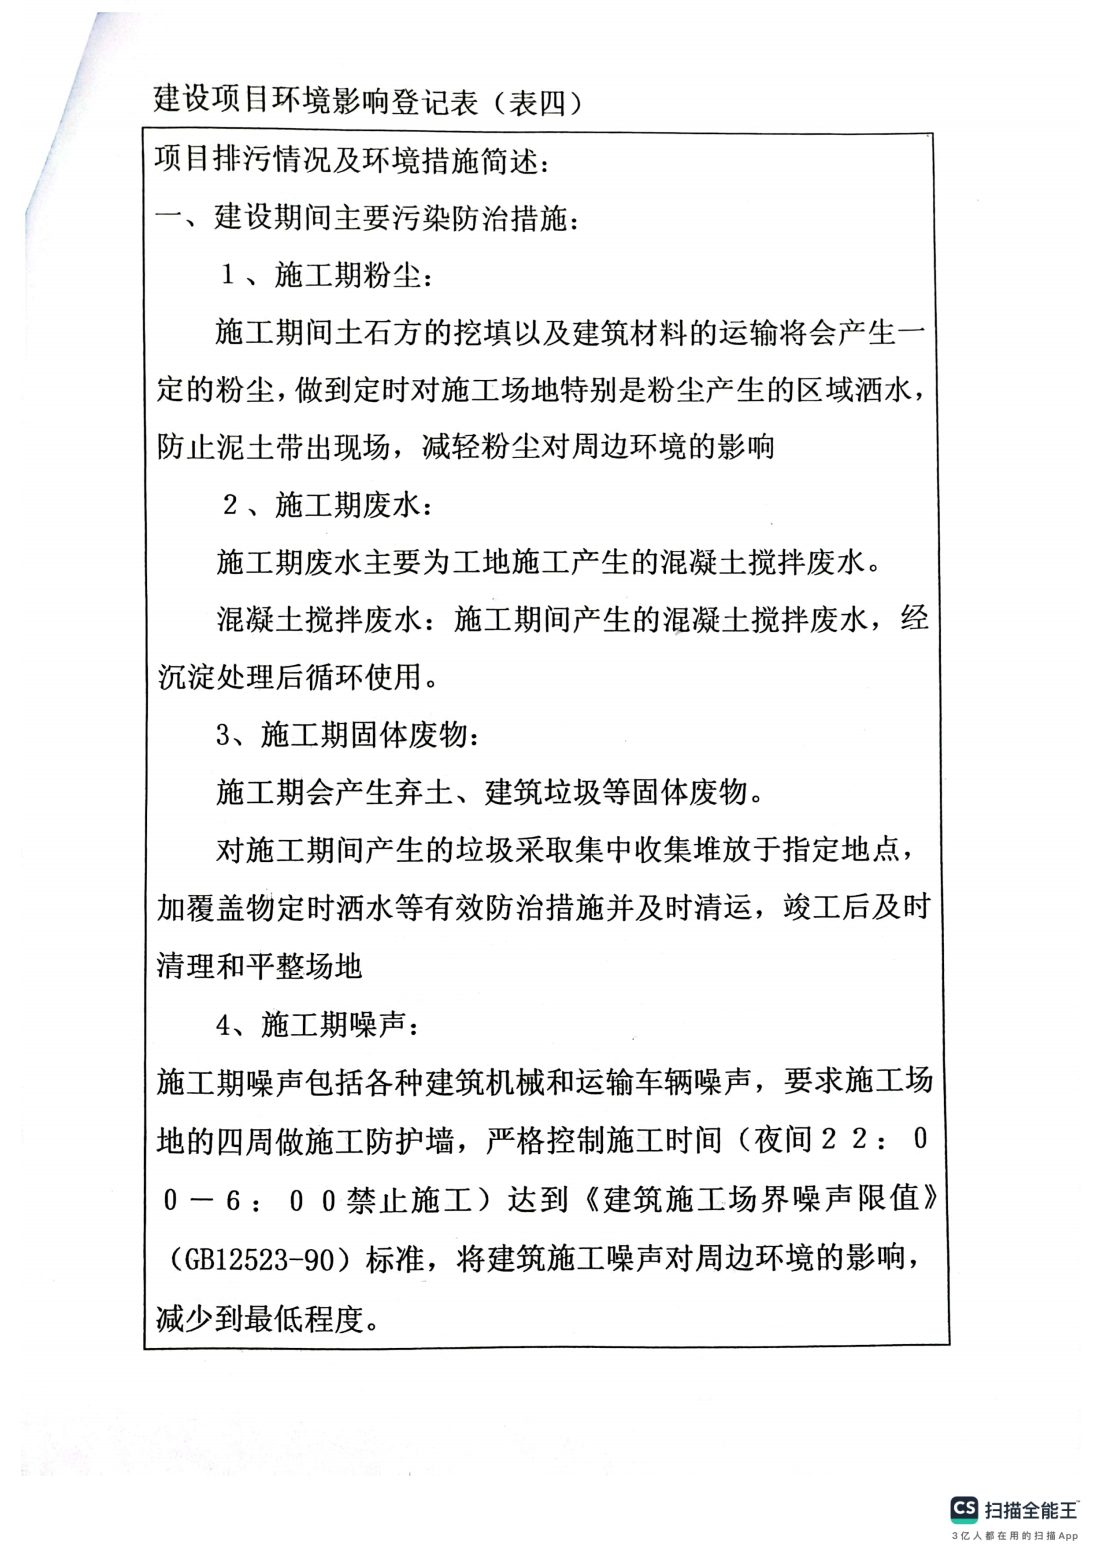 建设项目环境影响登记表（表四）
项目排污情况及环境措施简述：
一、建设期间主要污染防治措施：
1、施工期粉尘：
施工期间土石方的挖填以及建筑材料的运输将会产生一
定的粉尘，做到定时对施工场地特别是粉尘产生的区域洒水，
防止泥土带出现场，减轻粉尘对周边环境的影响
2、施工期废水：
施工期废水主要为工地施工产生的混凝土搅拌废水。
混凝土搅拌废水：施工期间产生的混凝土搅拌废水，经
沉淀处理后循环使用。
3、施工期固体废物：
施工期会产生弃土、建筑垃圾等固体废物。
对施工期间产生的垃圾采取集中收集堆放于指定地点，
加覆盖物定时洒水等有效防治措施并及时清运，竣工后及时
清理和平整场地
4、施工期噪声：
施工期噪声包括各种建筑机械和运输车辆噪声，要求施工场
地的四周做施工防护墙，严格控制施工时间（夜间２２：０
０－６：００禁止施工）达到《建筑施工场界噪声限值》
（GB12523-90）标准，将建筑施工噪声对周边环境的影响，
减少到最低程度。
CS 扫描全能王™
3亿人都在用的扫描App